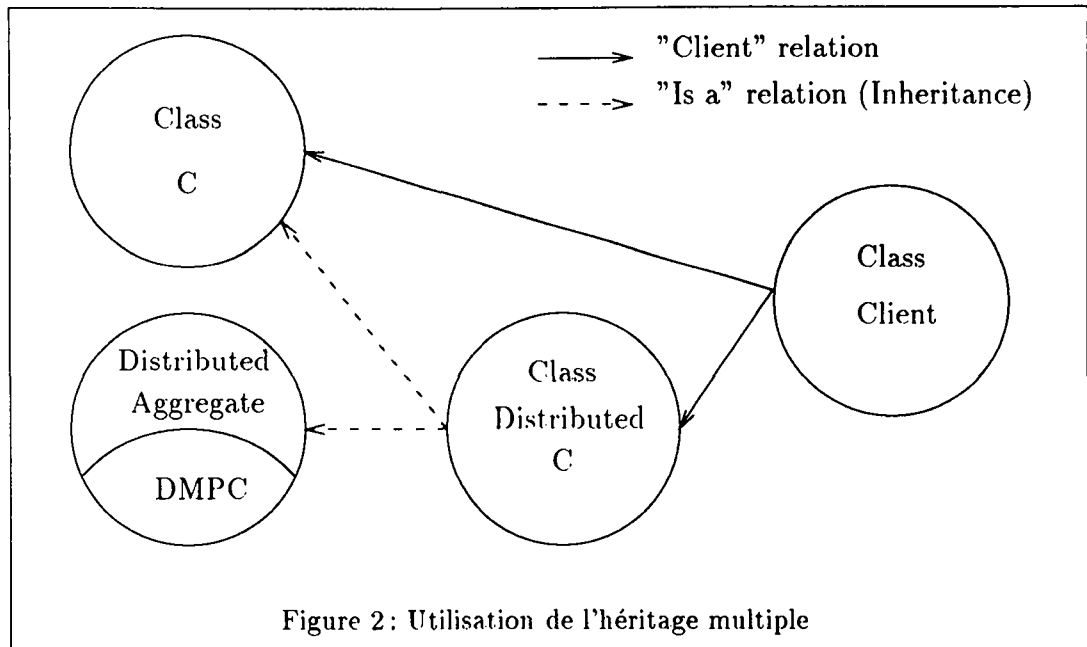 "Client" relation
"Is a" relation (Inheritance)
Class
C
Class
Client
Distributed
Aggregate
DMPC
Class
Distributed
C
Figure 2: Utilisation de l'héritage multiple